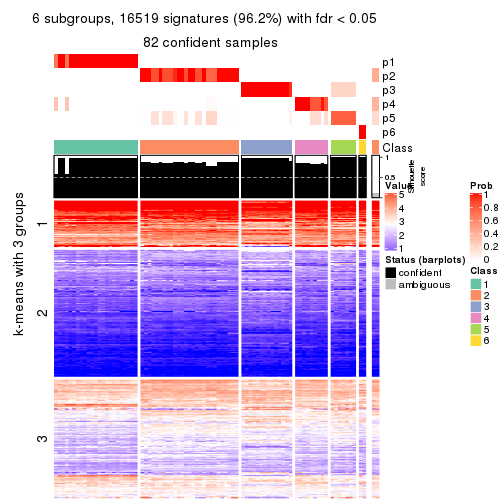 6 subgroups, 16519 signatures (96.2%) with fdr < 0.05
82 confident samples
p1
p2
p3
p4
p5
p6
Class
1
0.5
0
Silhouette
score
k-means with 3 groups
1
2
3
Value
5
4
3
2
1
Status (barplots)
confident
ambiguous
Prob
1
0.8
0.6
0.4
0.2
0
Class
1
2
3
4
5
6